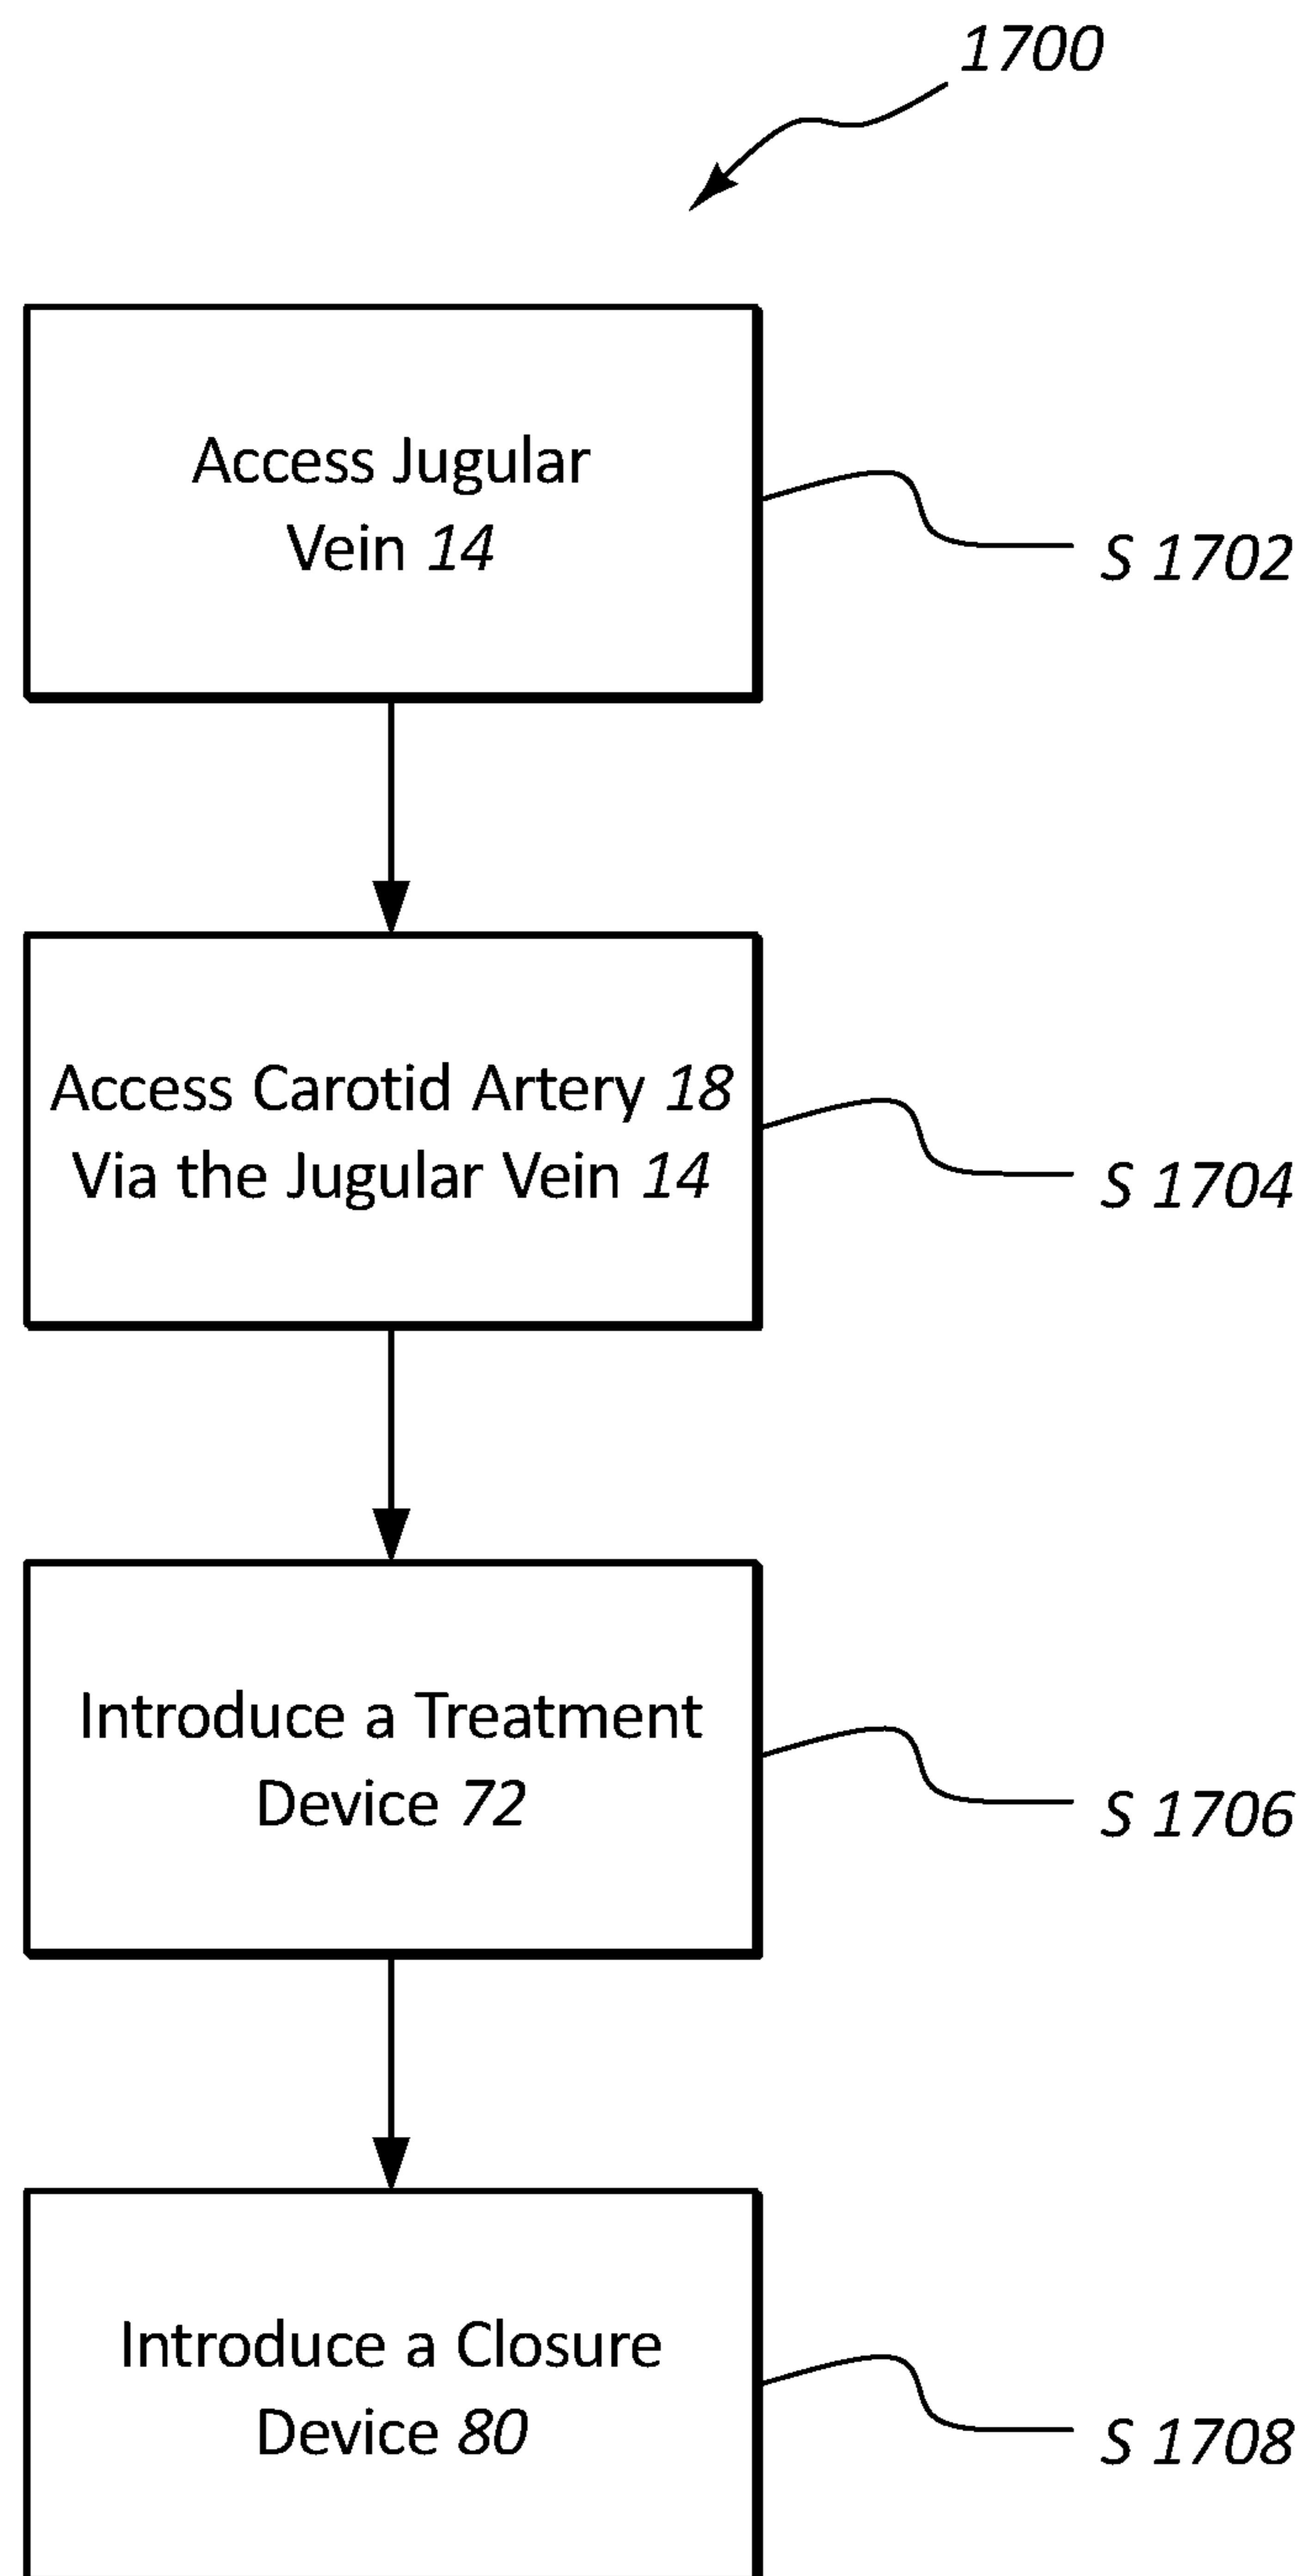 1700
Access Jugular
Vein 14
S 1702
Access Carotid Artery 18
Via the Jugular Vein 14
S 1704
Introduce a Treatment
Device 72
S 1706
Introduce a Closure
Device 80
S 1708